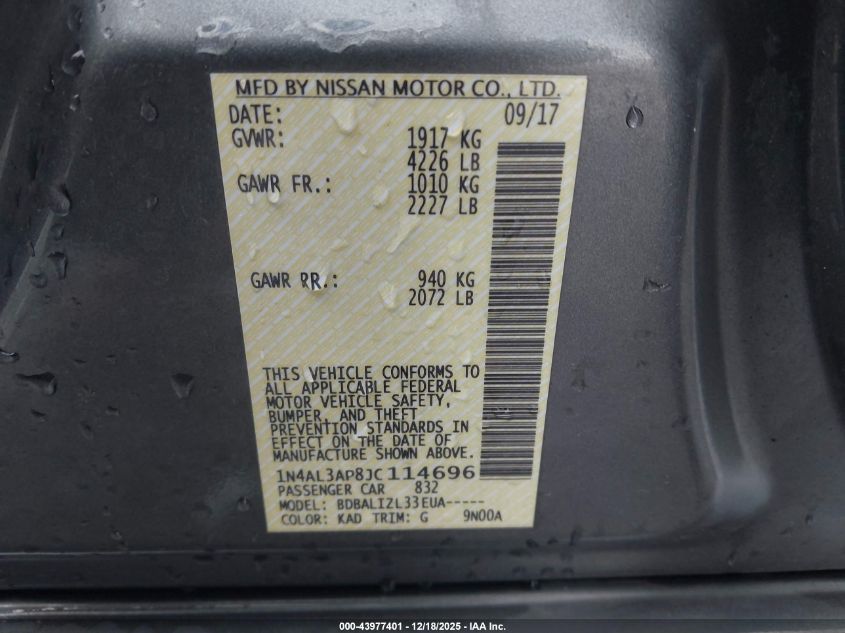 MFD BY NISSAN MOTOR CO., LTD.
DATE: 09/17
GVWR: 1917 KG
4226 LB
GAWR FR.: 1010 KG
2227 LB
GAWR RR.: 940 KG
2072 LB
THIS VEHICLE CONFORMS TO
ALL APPLICABLE FEDERAL
MOTOR VEHICLE SAFETY,
BUMPER, AND THEFT
PREVENTION STANDARDS IN
EFFECT ON THE DATE OF
MANUFACTURE SHOWN ABOVE.
1N4AL3AP8JC114696
PASSENGER CAR 832
MODEL: BDBALIZL33EUA-----
COLOR: KAD TRIM: G 9N00A
000-43977401 - 12/18/2025 - IAA Inc.